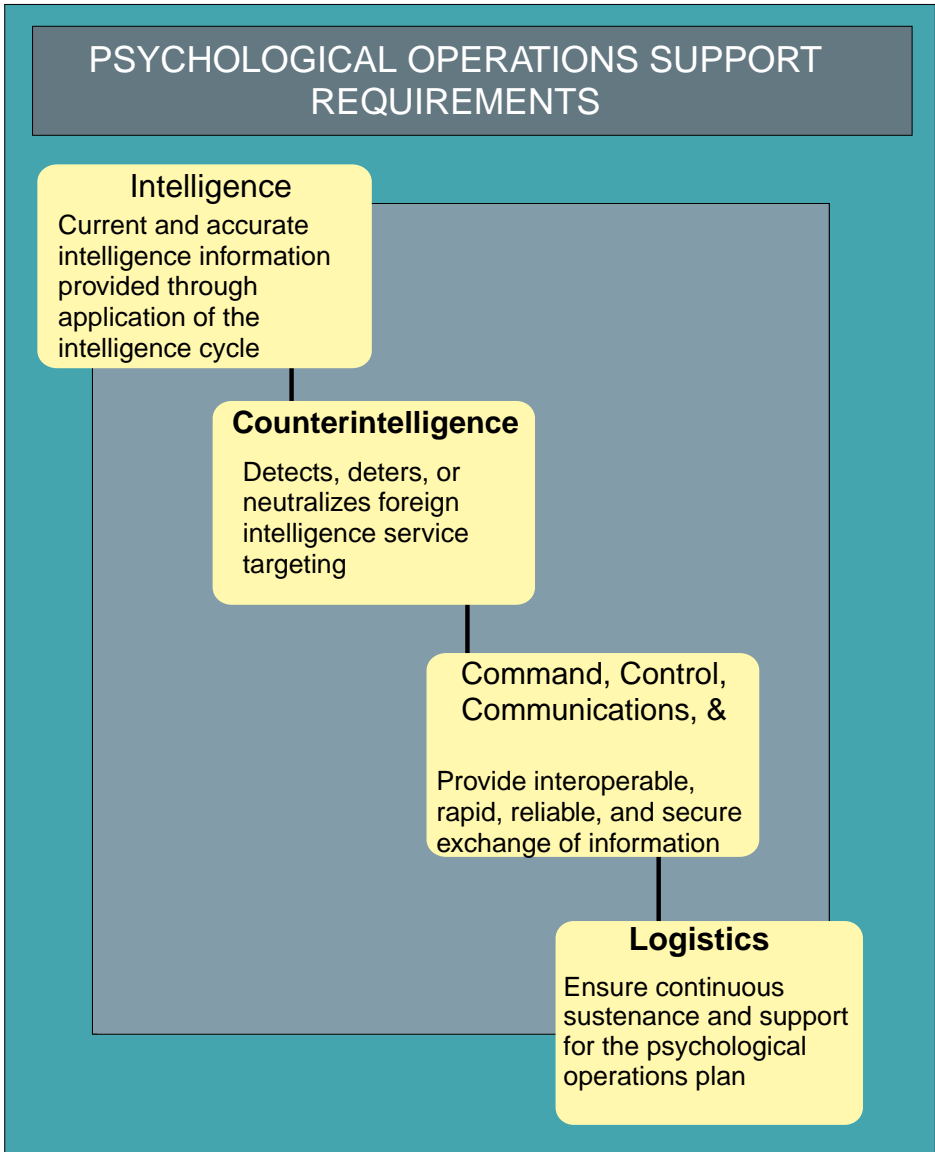 PSYCHOLOGICAL OPERATIONS SUPPORT
REQUIREMENTS
Intelligence
Current and accurate
intelligence information
provided through
application of the
intelligence cycle
Counterintelligence
Detects, deters, or
neutralizes foreign
intelligence service
targeting
Command, Control,
Communications, &
Provide interoperable,
rapid, reliable, and secure
exchange of information
Logistics
Ensure continuous
sustenance and support
for the psychological
operations plan